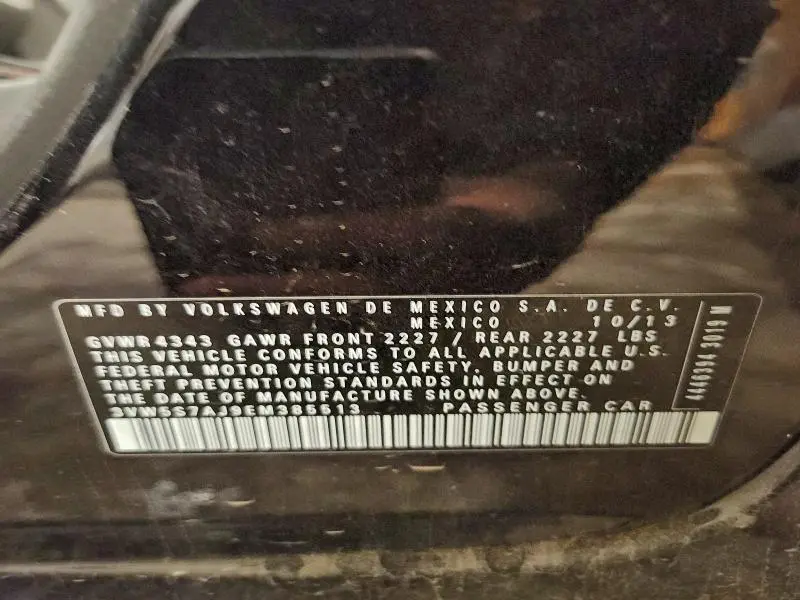 MFD BY VOLKSWAGEN DE MEXICO S.A. DE C.V.
MEXICO 10/13
GVWR 4343 GAWR FRONT 2227 / REAR 2227 LBS
THIS VEHICLE CONFORMS TO ALL APPLICABLE U.S.
FEDERAL MOTOR VEHICLE SAFETY, BUMPER AND
THEFT PREVENTION STANDARDS IN EFFECT ON
THE DATE OF MANUFACTURE SHOWN ABOVE.
3VW5S7AJ9EM385513 PASSENGER CAR